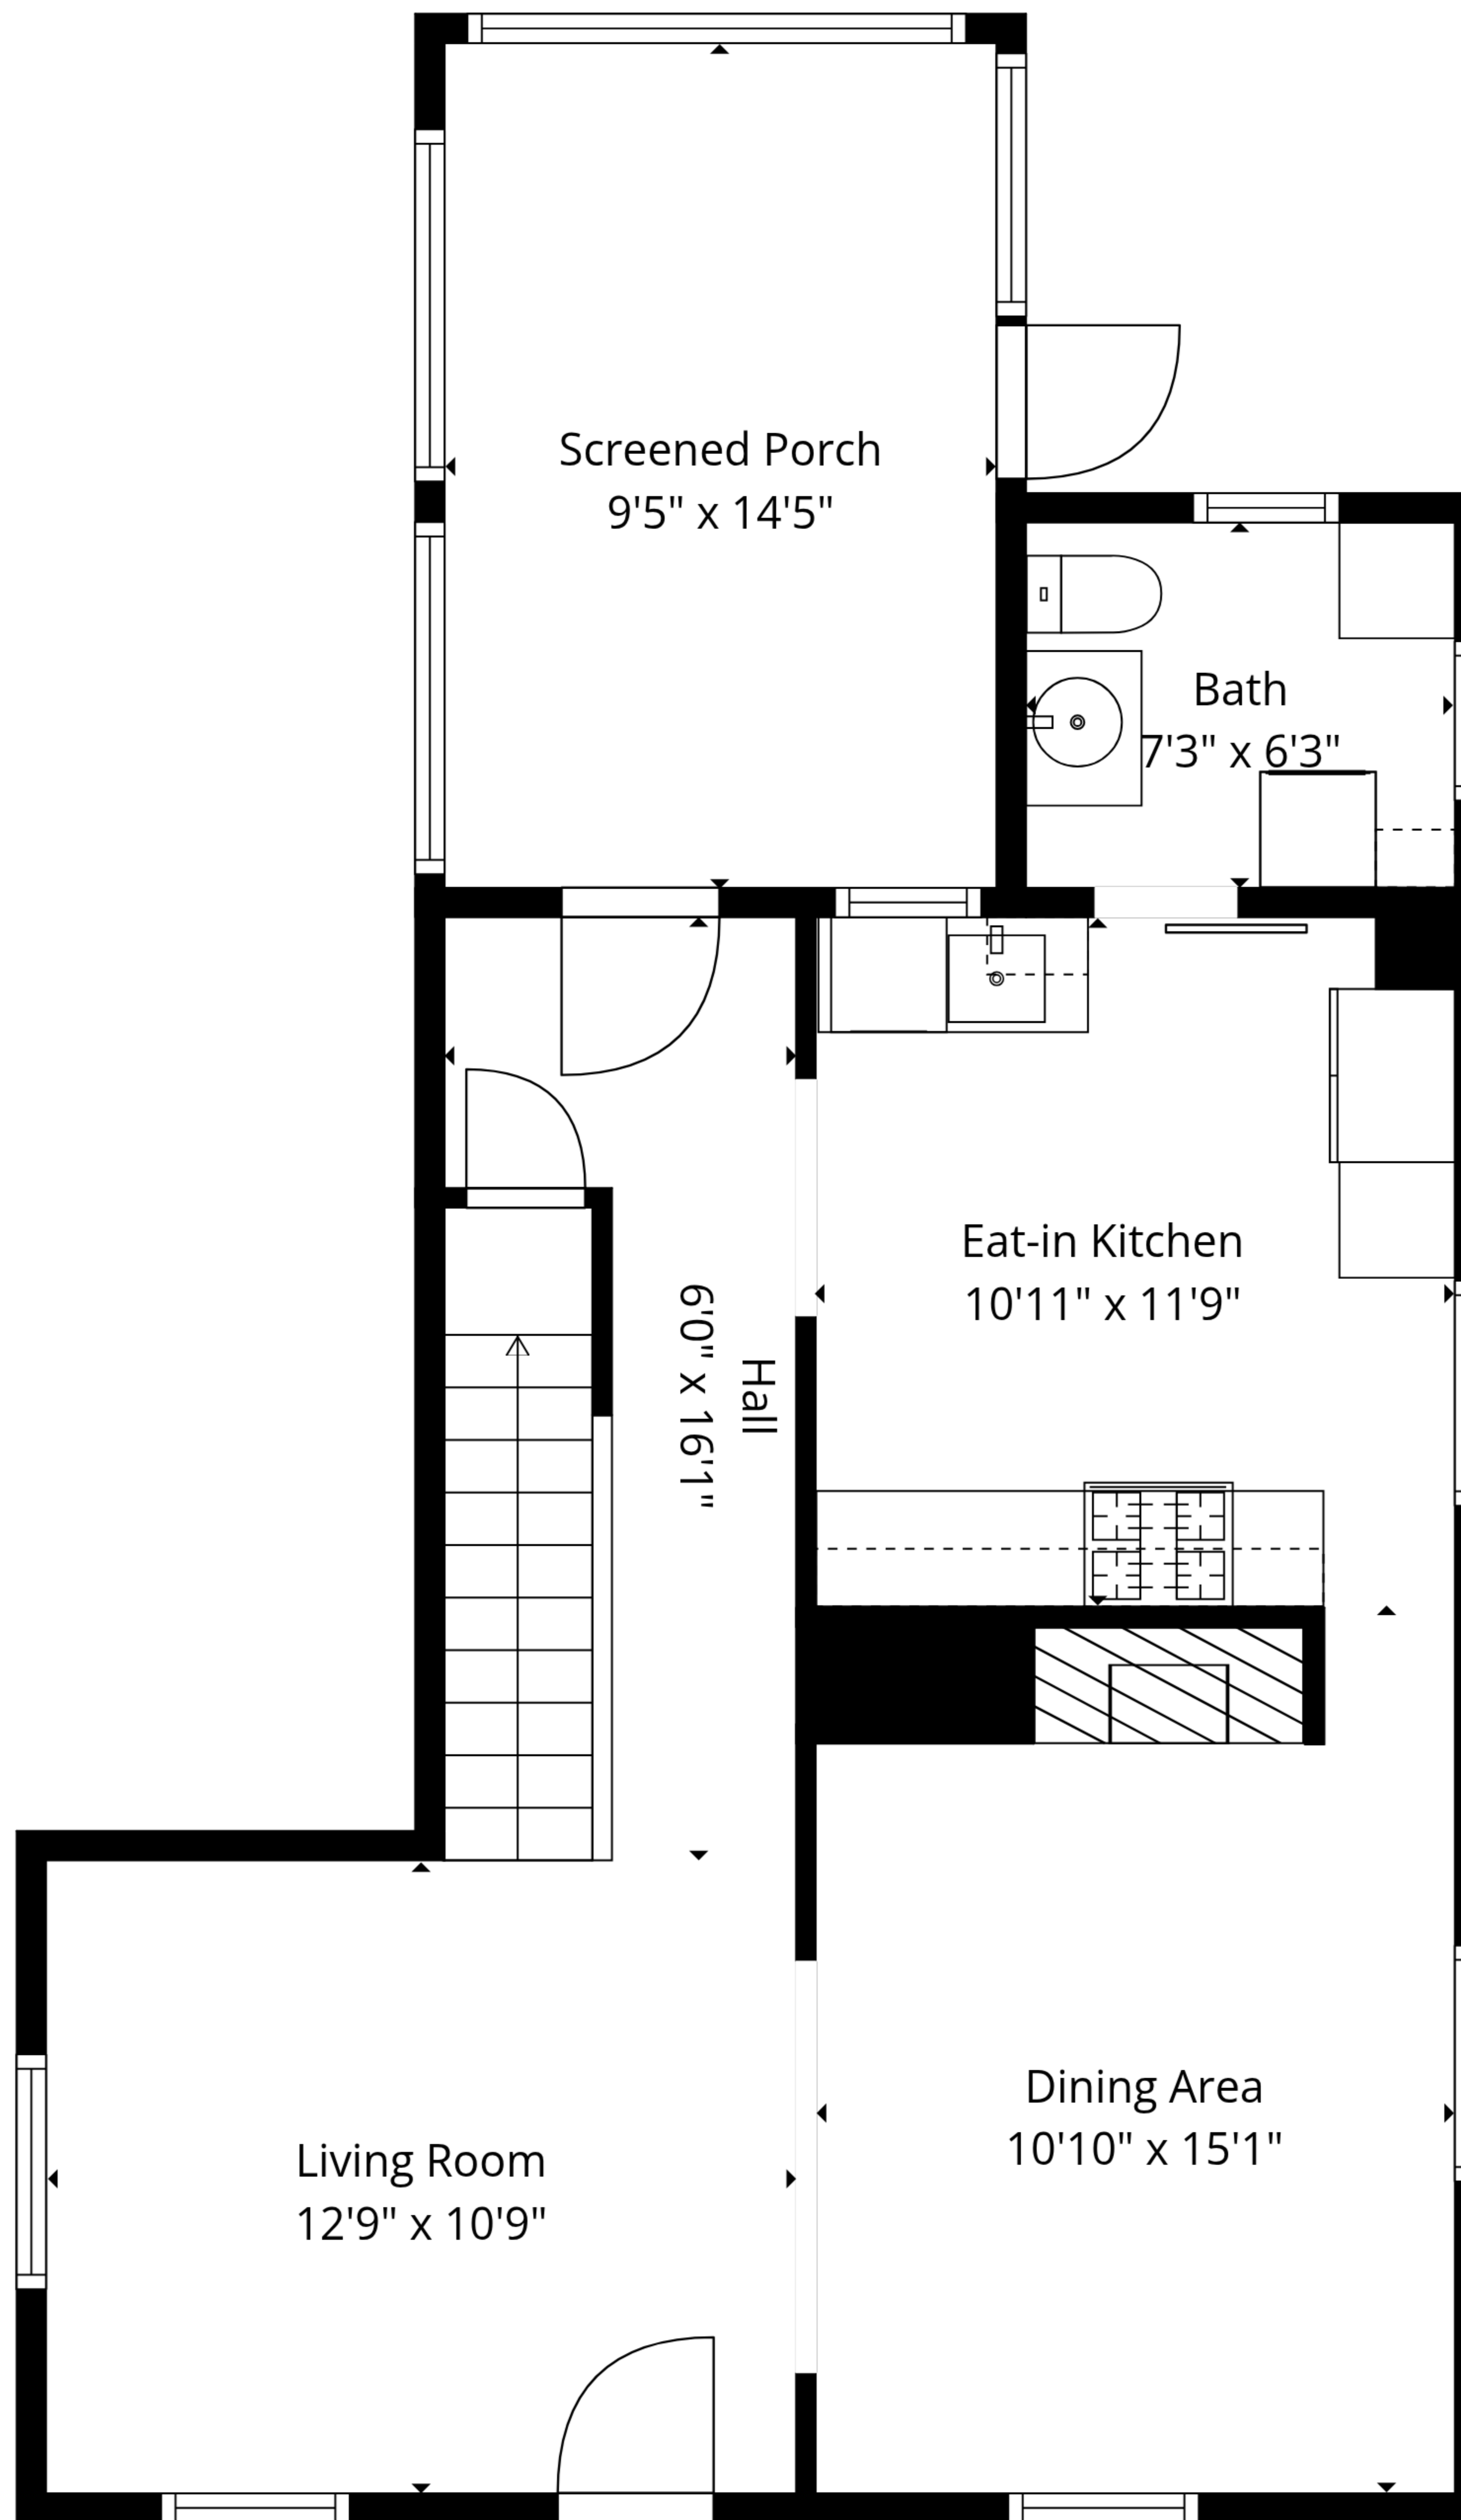 Screened Porch
9'5" x 14'5"
Bath
7'3" x 6'3"
Eat-in Kitchen
10'11" x 11'9"
Hall
6'0" x 16'1"
Dining Area
10'10" x 15'1"
Living Room
12'9" x 10'9"